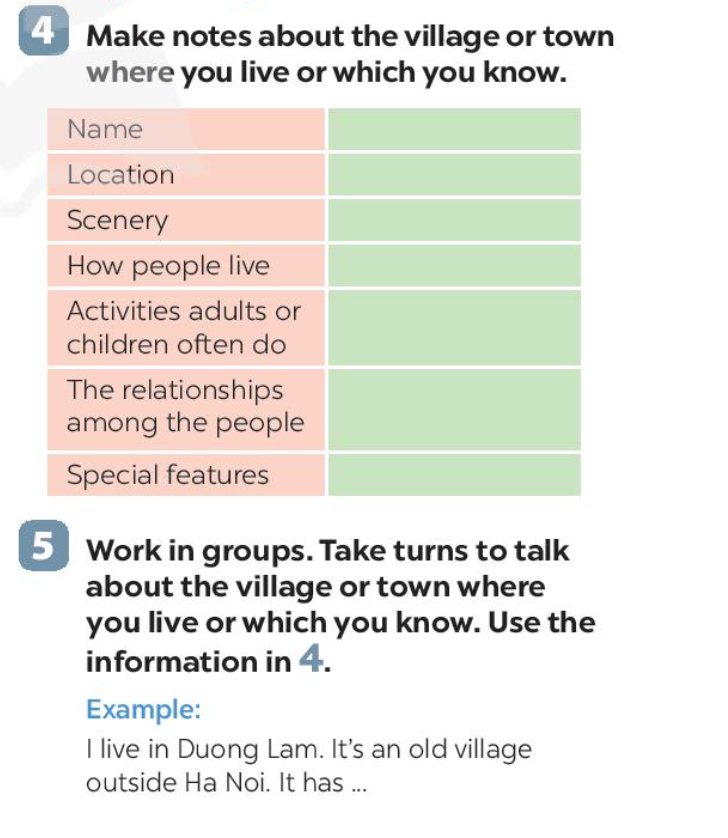 4 Make notes about the village or town
where you live or which you know.
Name
Location
Scenery
How people live
Activities adults or
children often do
The relationships
among the people
Special features
5 Work in groups. Take turns to talk
about the village or town where
you live or which you know. Use the
information in 4.
Example:
I live in Duong Lam. It's an old village
outside Ha Noi. It has ...